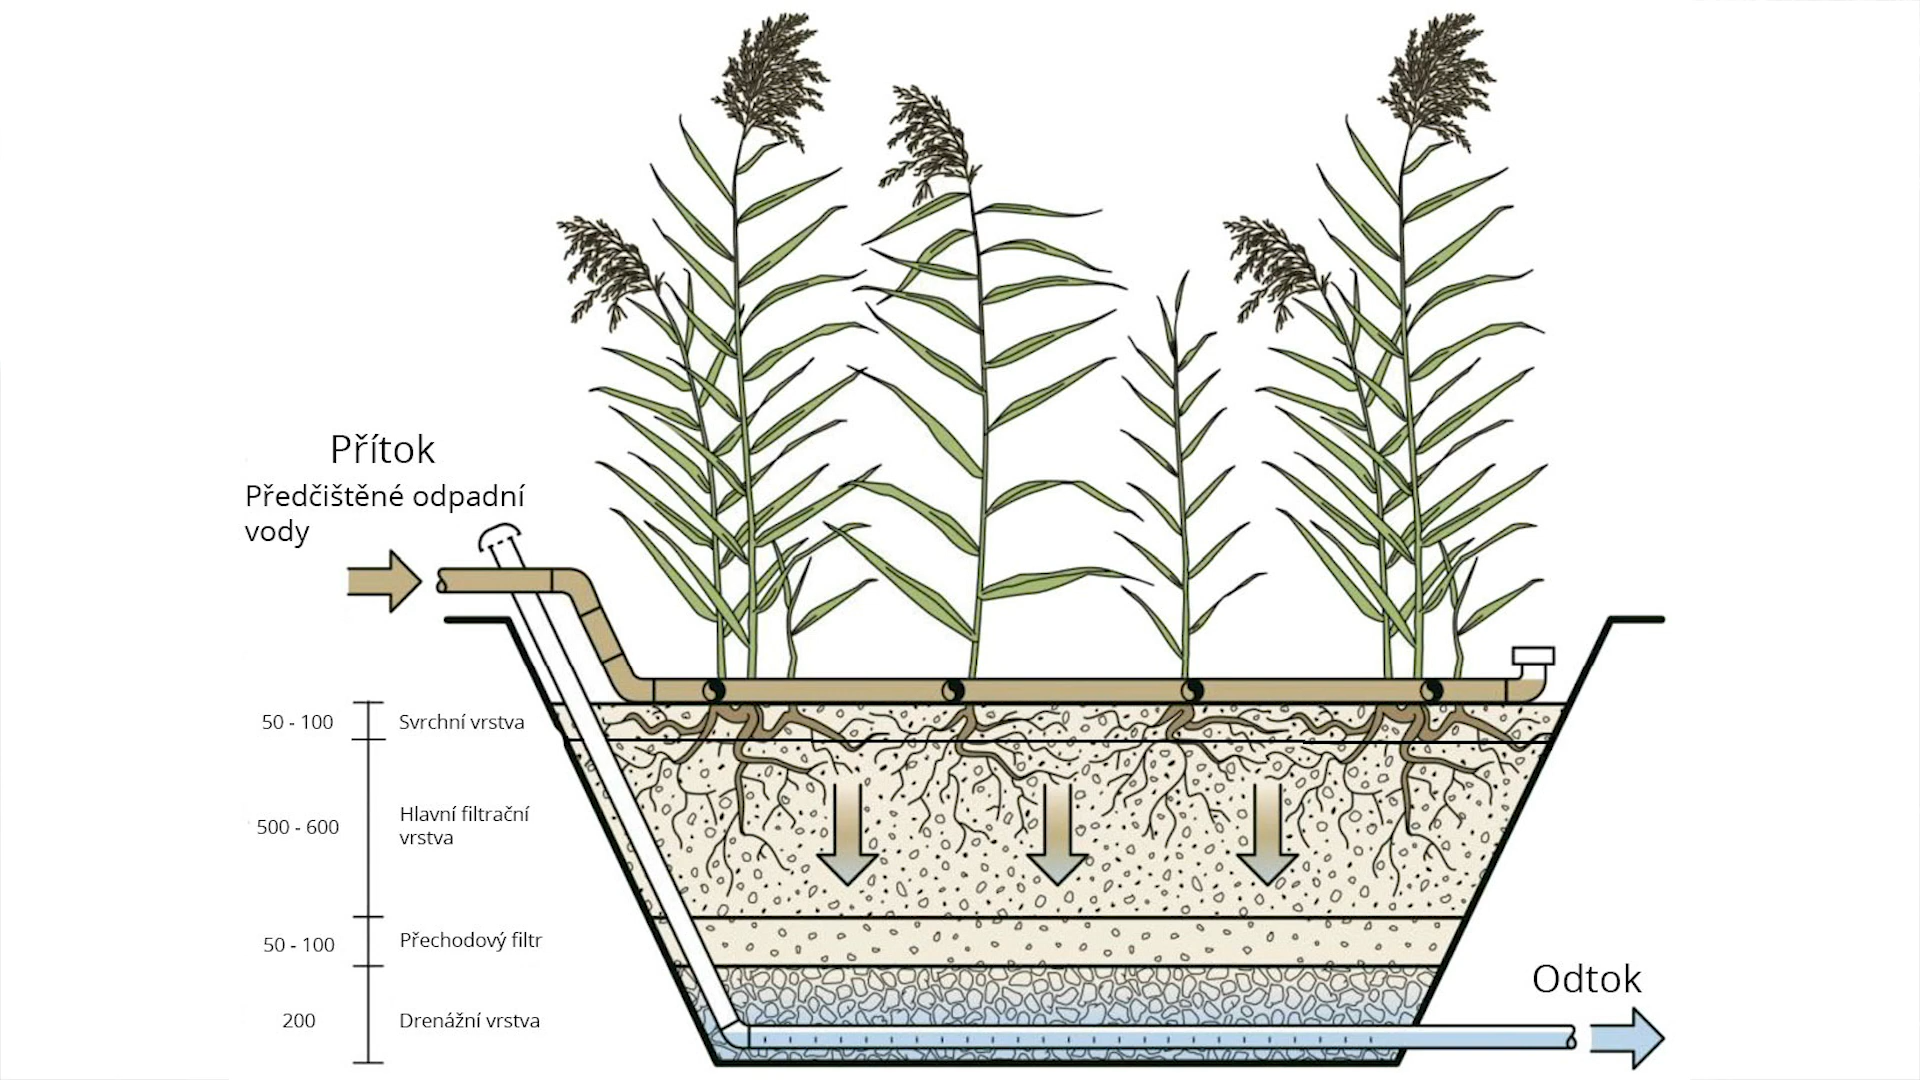 Přítok
Předčištěné odpadní
vody
50 - 100
Svrchní vrstva
500 - 600
Hlavní filtrační
vrstva
50 - 100
Přechodový filtr
200
Drenážní vrstva
Odtok